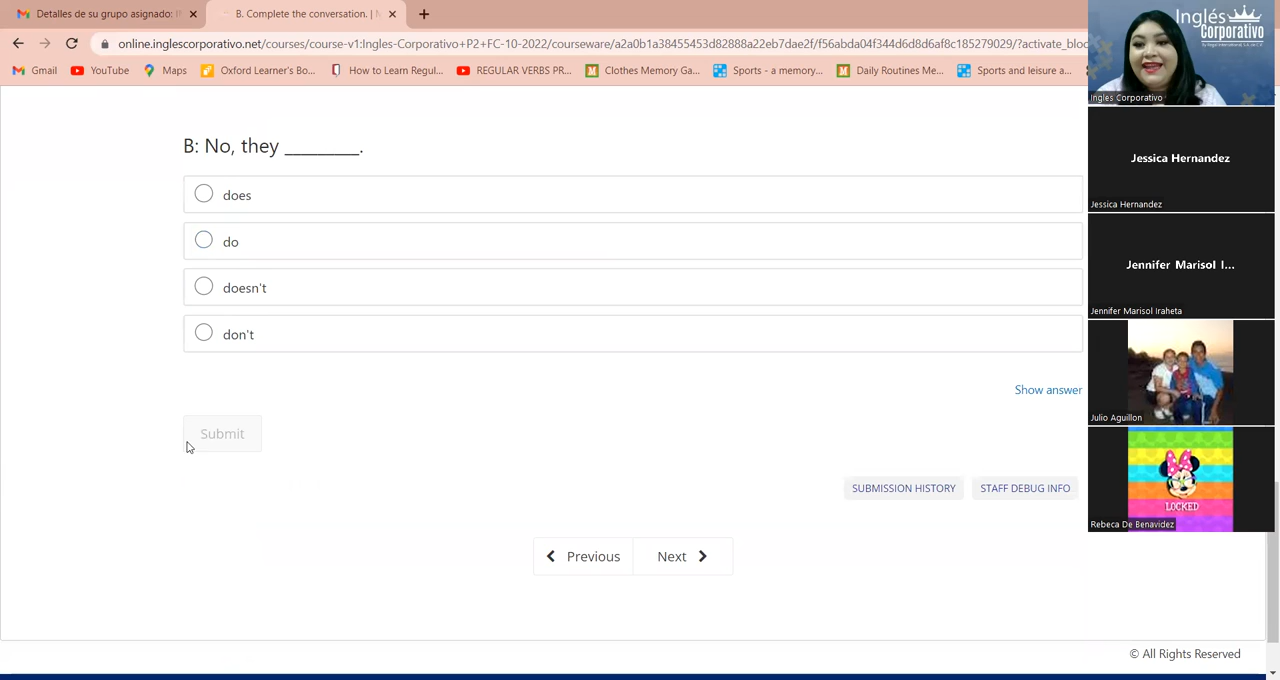 Detalles de su grupo asignado: I
B. Complete the conversation. |
online.inglescorporativo.net/courses/course-v1:Ingles-Corporativo+P2+FC-10-2022/courseware/a2a0b1a38455453d82888a22eb7dae2f/f56abda04f344d6d8d6af8c185279029/?activate_bloc
Gmail
YouTube
Maps
Oxford Learner's Bo...
How to Learn Regul...
REGULAR VERBS PR...
Clothes Memory Ga...
Sports - a memory...
Daily Routines Me...
Sports and leisure a...
B: No, they ________.
does
do
doesn't
don't
Show answer
Submit
SUBMISSION HISTORY
STAFF DEBUG INFO
Previous
Next
© All Rights Reserved
Inglés
Corporativo
Ingles Corporativo
Jessica Hernandez
Jessica Hernandez
Jennifer Marisol I...
Jennifer Marisol Iraheta
Julio Aguillon
LOCKED
Rebeca De Benavidez